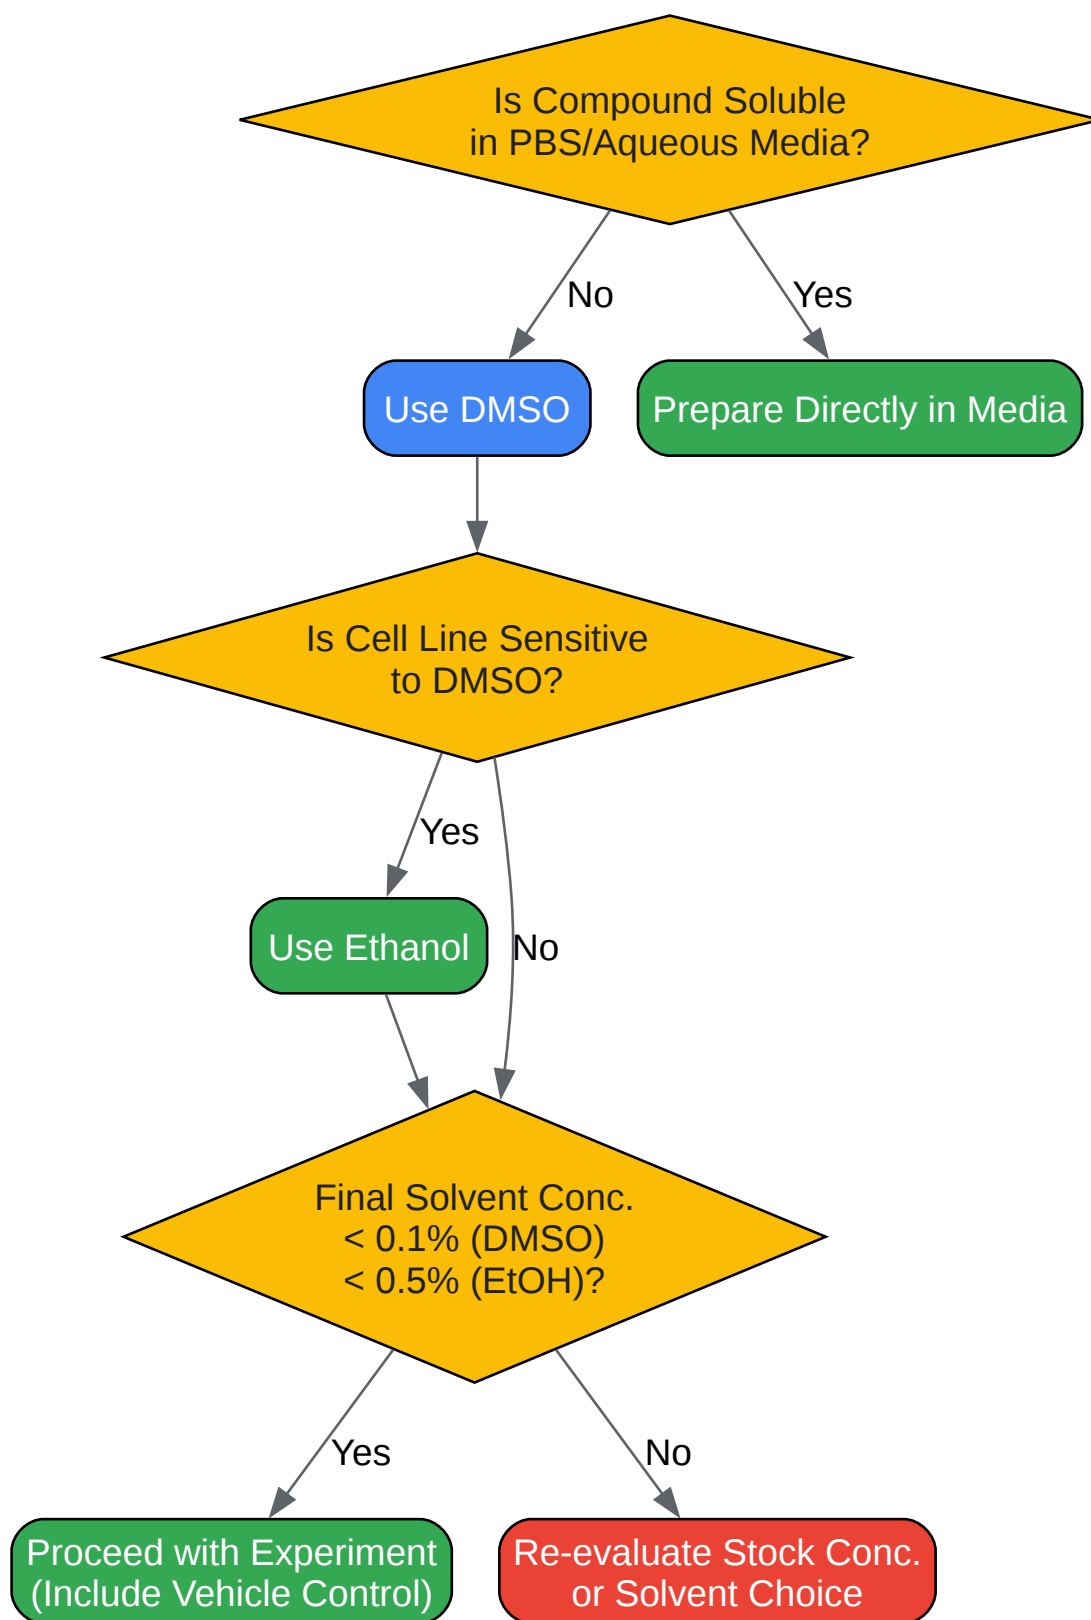 Is Compound Soluble
in PBS/Aqueous Media?
No
Yes
Use DMSO
Prepare Directly in Media
Is Cell Line Sensitive
to DMSO?
Yes
Use Ethanol
No
Final Solvent Conc.
< 0.1% (DMSO)
< 0.5% (EtOH)?
Yes
No
Proceed with Experiment
(Include Vehicle Control)
Re-evaluate Stock Conc.
or Solvent Choice